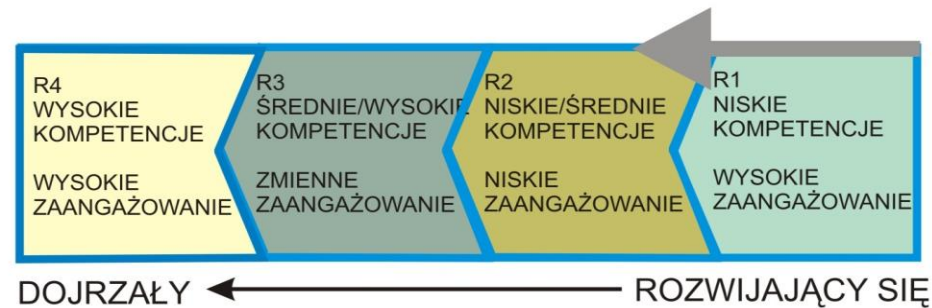 R4
WYSOKIE
KOMPETENCJE
WYSOKIE
ZAANGAŻOWANIE
R3
ŚREDNIE/WYSOKIE
KOMPETENCJE
ZMIENNE
ZAANGAŻOWANIE
R2
NISKIE/ŚREDNIE
KOMPETENCJE
NISKIE
ZAANGAŻOWANIE
R1
NISKIE
KOMPETENCJE
WYSOKIE
ZAANGAŻOWANIE
DOJRZAŁY
ROZWIJAJĄCY SIĘ